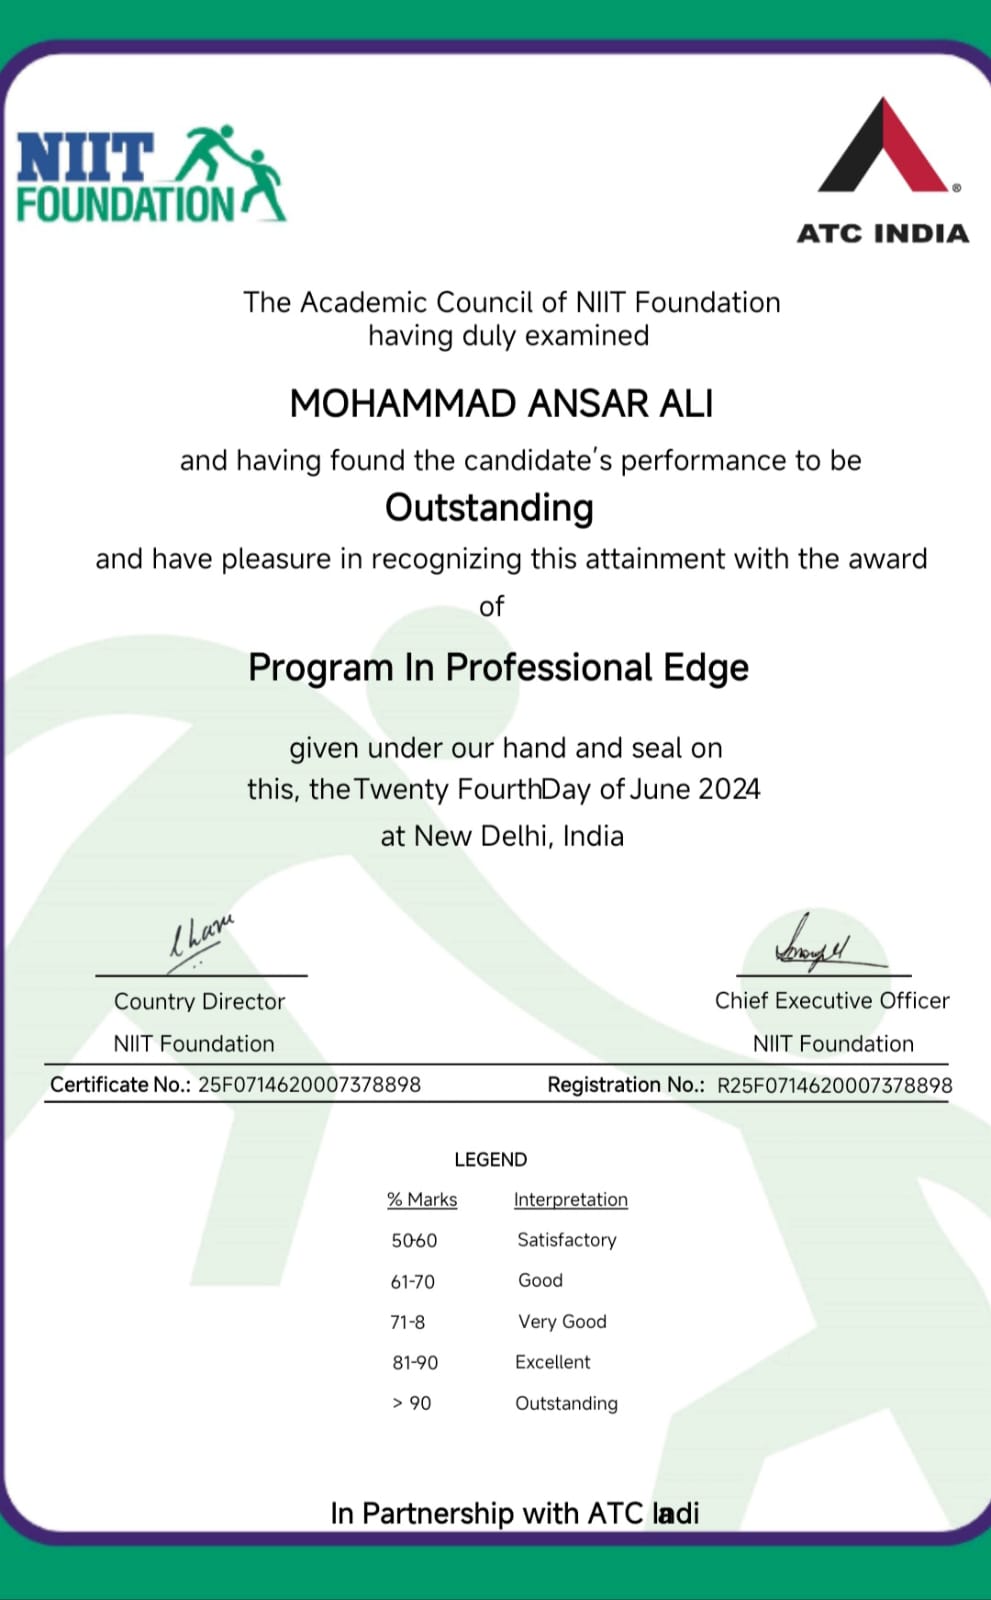 NIIT
FOUNDATION
®
ATC INDIA
The Academic Council of NIIT Foundation
having duly examined
MOHAMMAD ANSAR ALI
and having found the candidate's performance to be
Outstanding
and have pleasure in recognizing this attainment with the award
of
Program In Professional Edge
given under our hand and seal on
this, the Twenty FourthDay of June 2024
at New Delhi, India
Country Director
Chief Executive Officer
NIIT Foundation
NIIT Foundation
Certificate No.: 25F0714620007378898
Registration No.: R25F0714620007378898
LEGEND
% Marks Interpretation
50-60 Satisfactory
61-70 Good
71-8 Very Good
81-90 Excellent
> 90 Outstanding
In Partnership with ATC